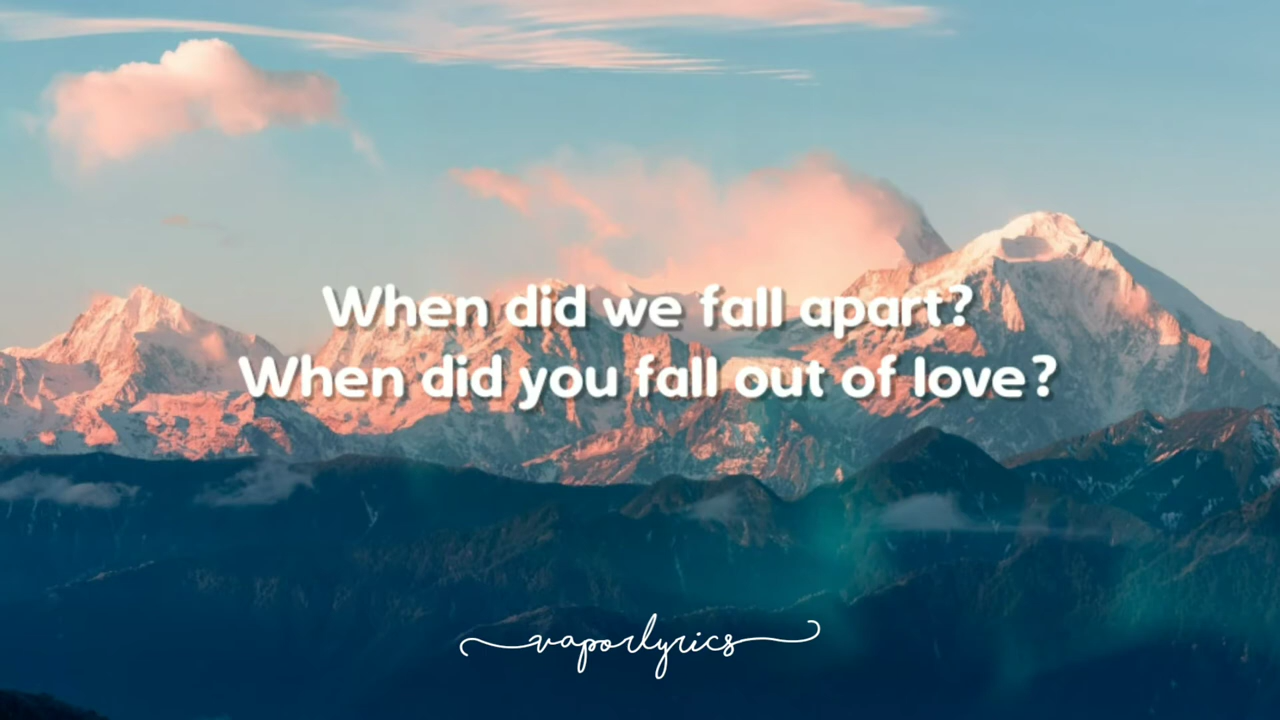 When did we fall apart?
When did you fall out of love?
vaporlyrics